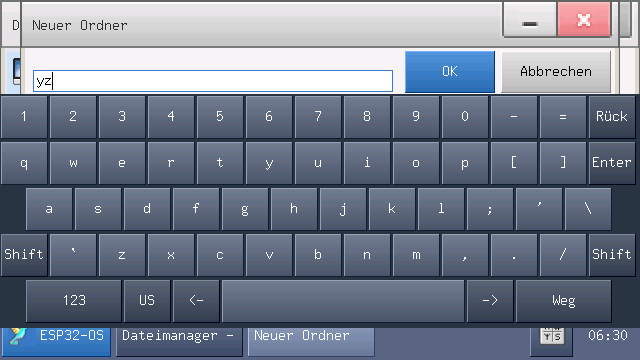 D Neuer Ordner
yz OK Abbrechen
1 2 3 4 5 6 7 8 9 0 - = Rück
q w e r t y u i o p [ ] Enter
a s d f g h j k l ; ' \
Shift ` z x c v b n m , . / Shift
123 US <- -> Weg
ESP32-OS Dateimanager - Neuer Ordner 06:30